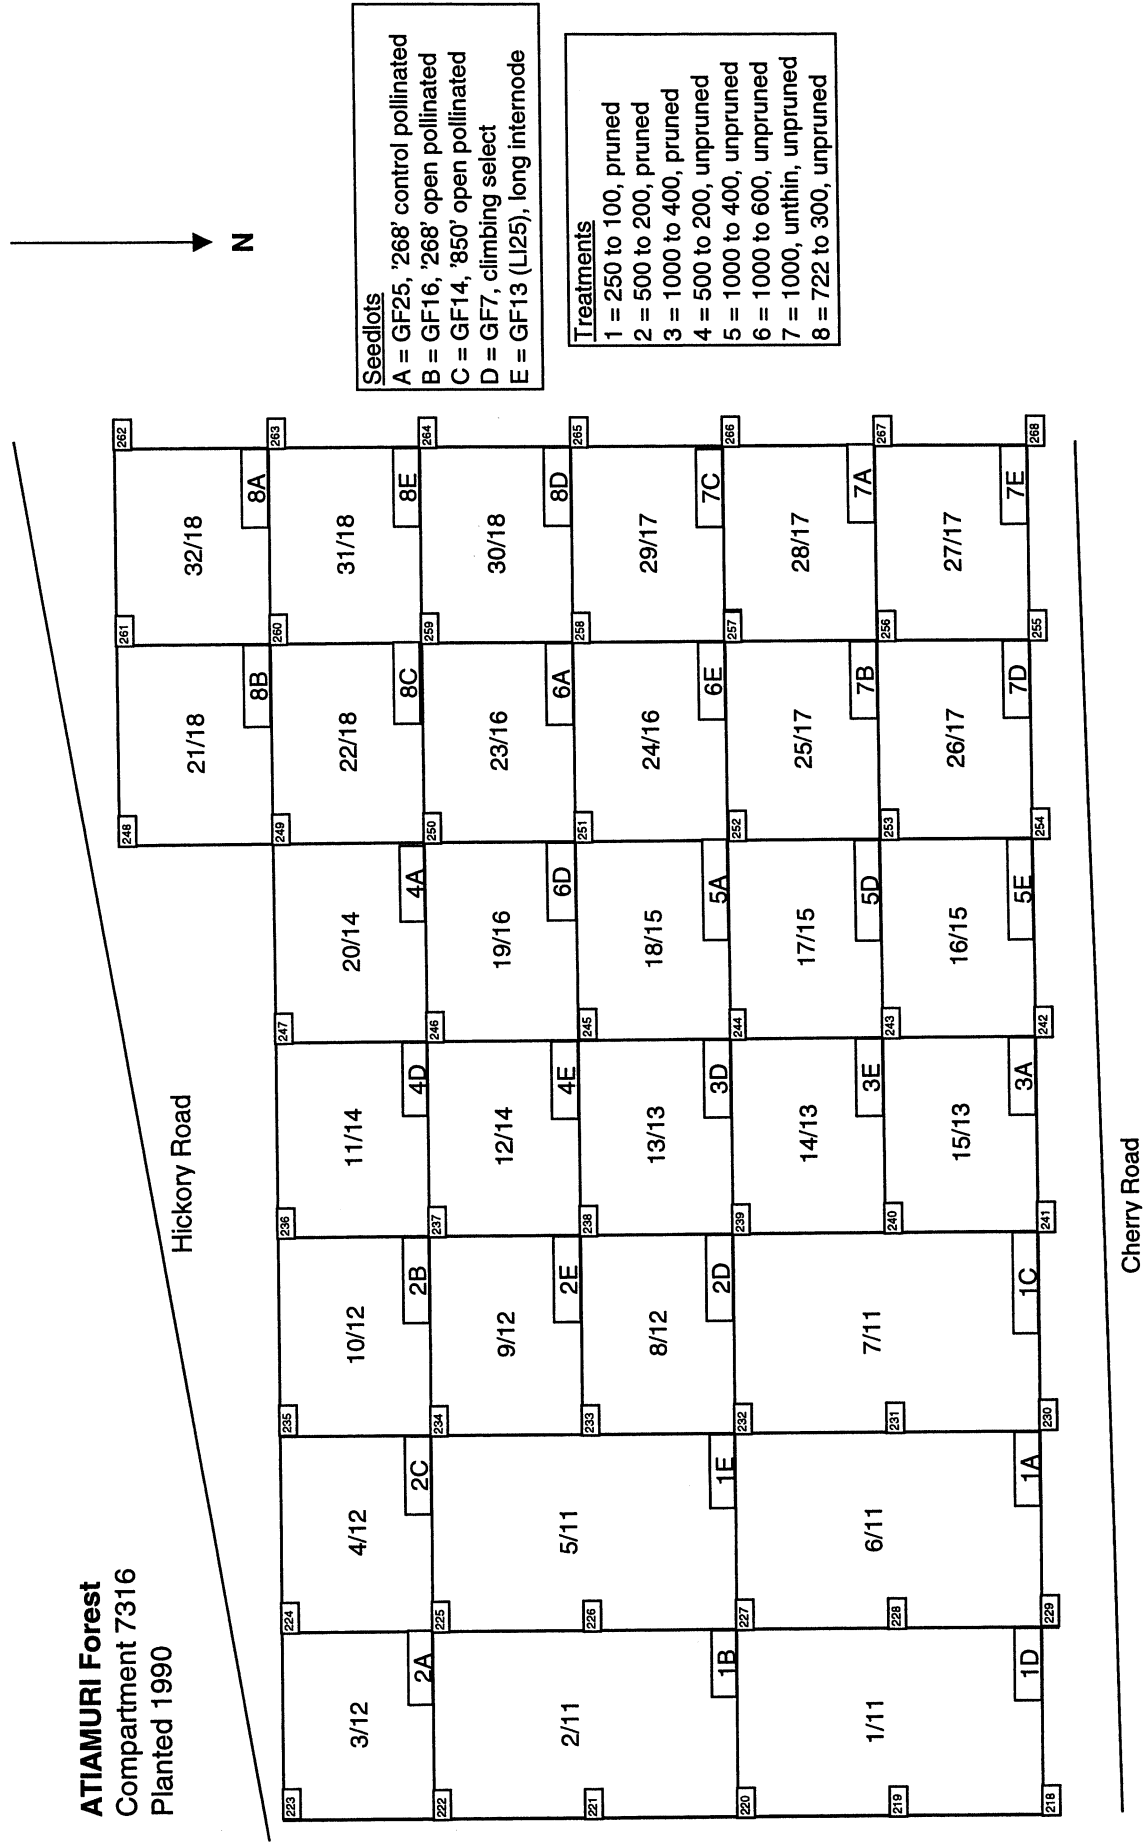 ATIAMURI Forest
Compartment 7316
Planted 1990
N
Hickory Road
248 261 262
21/18 32/18
8B 8A
223 224 235 236 247 249 260 263
3/12 4/12 10/12 11/14 20/14 22/18 31/18
2A 2C 2B 4D 4A 8C 8E
222 225 234 237 246 250 259 264
9/12 12/14 19/16 23/16 30/18
2E 4E 6D 6A 8D
2/11 5/11
221 226 233 238 245 251 258 265
8/12 13/13 18/15 24/16 29/17
1B 1E 2D 3D 5A 6E 7C
220 227 232 239 244 252 257 266
14/13 17/15 25/17 28/17
3E 5D 7B 7A
1/11 6/11 7/11
219 228 231 240 243 253 256 267
15/13 16/15 26/17 27/17
1D 1A 1C 3A 5E 7D 7E
218 229 230 241 242 254 255 268
Cherry Road
Seedlots
A = GF25, '268' control pollinated
B = GF16, '268' open pollinated
C = GF14, '850' open pollinated
D = GF7, climbing select
E = GF13 (LI25), long internode
Treatments
1 = 250 to 100, pruned
2 = 500 to 200, pruned
3 = 1000 to 400, pruned
4 = 500 to 200, unpruned
5 = 1000 to 400, unpruned
6 = 1000 to 600, unpruned
7 = 1000, unthin, unpruned
8 = 722 to 300, unpruned